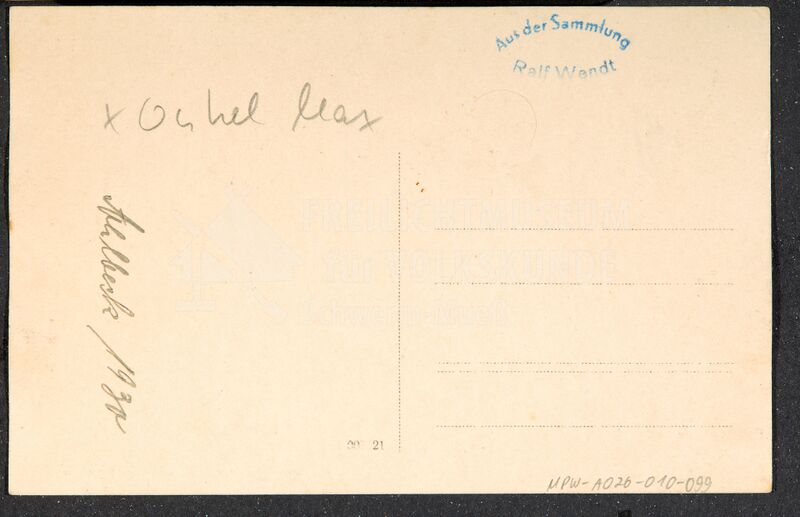 Aus der Sammlung
Ralf Wendt
x Onkel Max
Ahlbeck 1930
FREILICHTMUSEUM
für VOLKSKUNDE
Schwerin-Mueß
21
MPW-A026-010-099